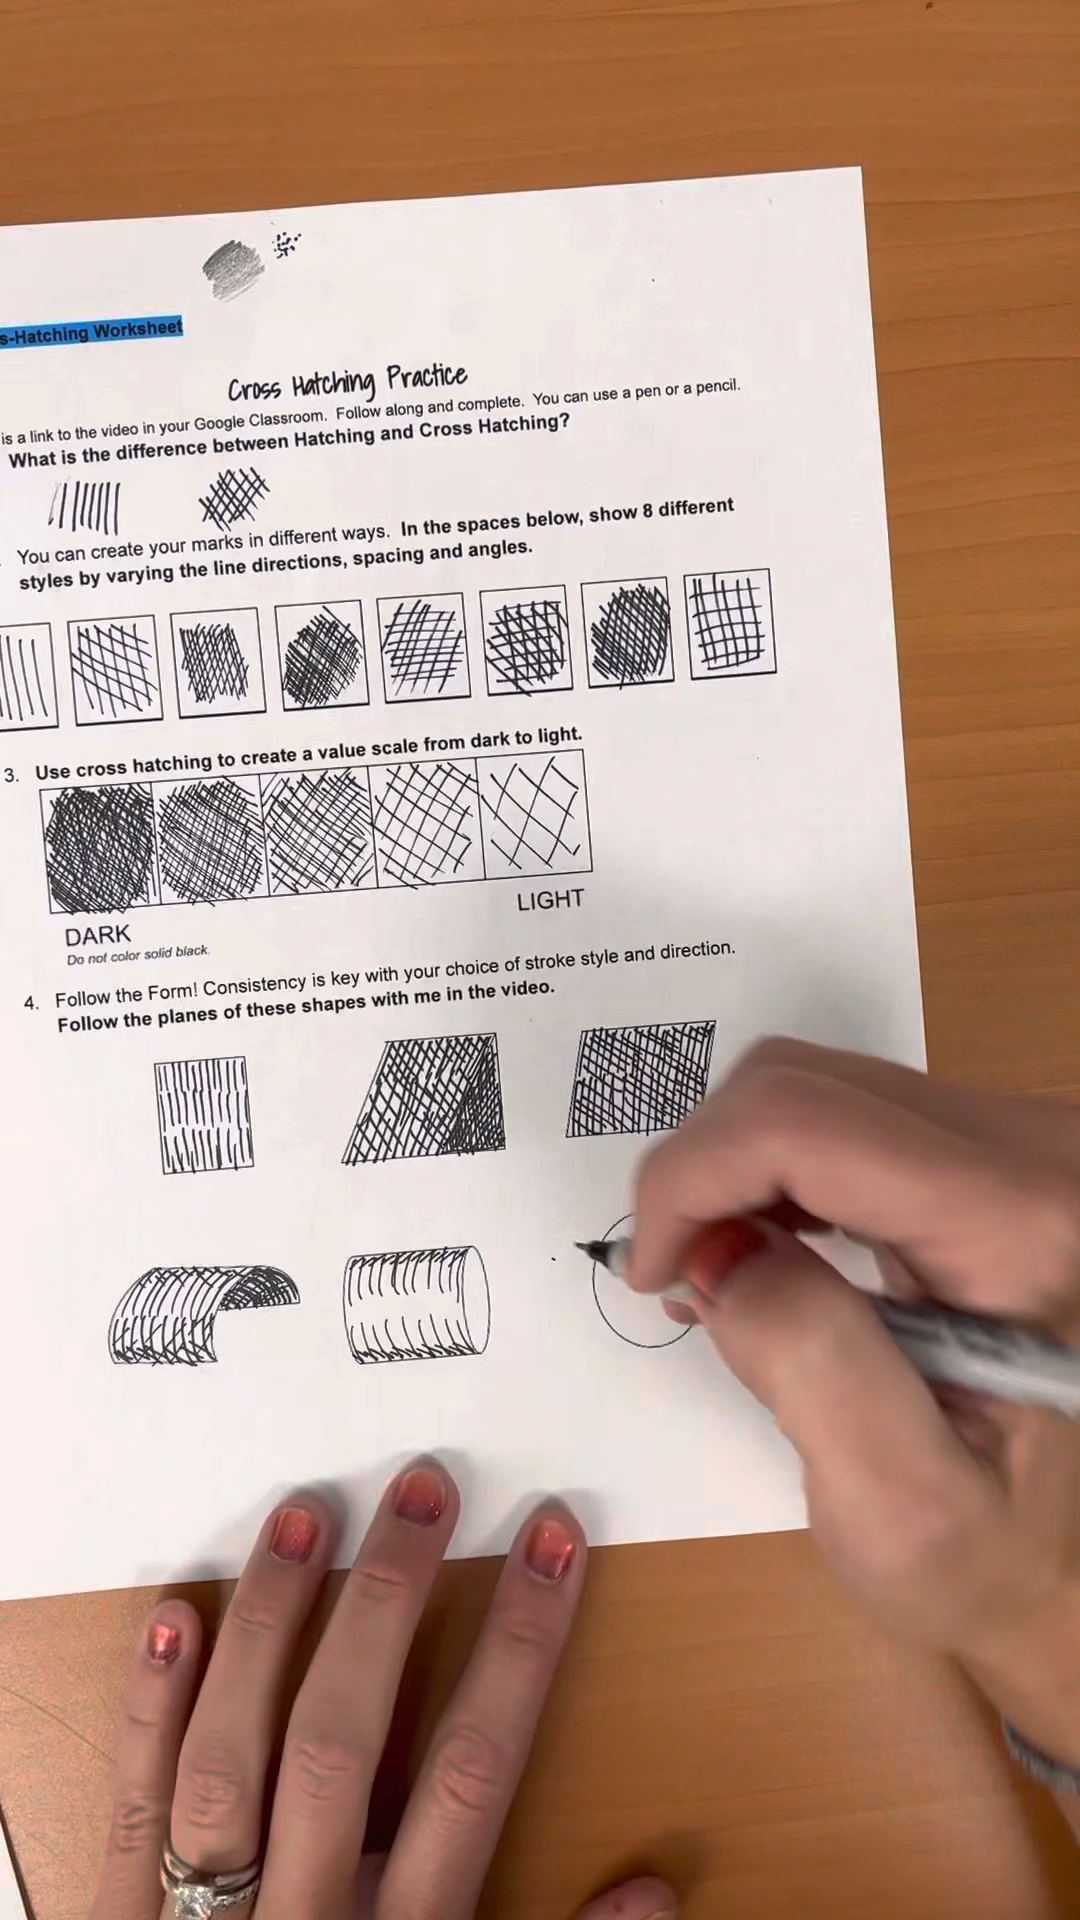 s-Hatching Worksheet
Cross Hatching Practice
is a link to the video in your Google Classroom. Follow along and complete. You can use a pen or a pencil.
What is the difference between Hatching and Cross Hatching?
You can create your marks in different ways. In the spaces below, show 8 different
styles by varying the line directions, spacing and angles.
3. Use cross hatching to create a value scale from dark to light.
LIGHT
DARK
Do not color solid black.
4. Follow the Form! Consistency is key with your choice of stroke style and direction.
Follow the planes of these shapes with me in the video.